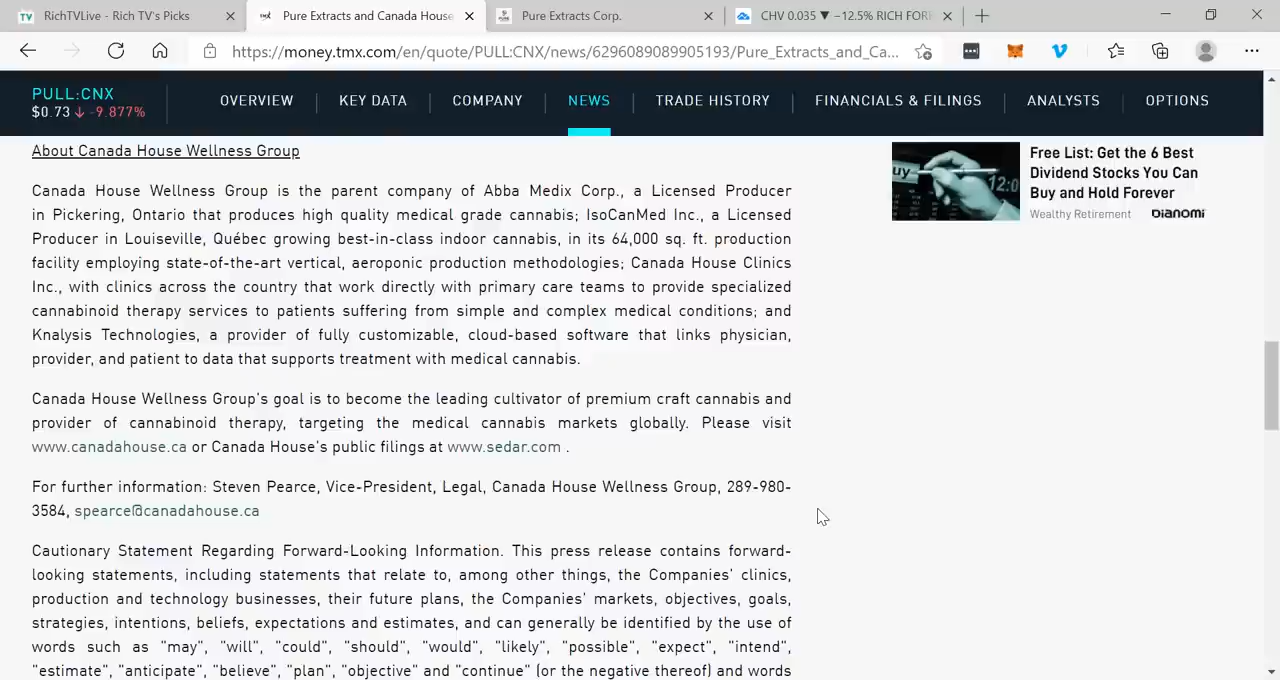 RichTVLive - Rich TV's Picks
Pure Extracts and Canada House
Pure Extracts Corp.
CHV 0.035 ▼ −12.5% RICH FOR
https://money.tmx.com/en/quote/PULL:CNX/news/6296089089905193/Pure_Extracts_and_Ca...
PULL:CNX
$0.73 ↓ -9.877%
OVERVIEW
KEY DATA
COMPANY
NEWS
TRADE HISTORY
FINANCIALS & FILINGS
ANALYSTS
OPTIONS
About Canada House Wellness Group
Canada House Wellness Group is the parent company of Abba Medix Corp., a Licensed Producer
in Pickering, Ontario that produces high quality medical grade cannabis; IsoCanMed Inc., a Licensed
Producer in Louiseville, Québec growing best-in-class indoor cannabis, in its 64,000 sq. ft. production
facility employing state-of-the-art vertical, aeroponic production methodologies; Canada House Clinics
Inc., with clinics across the country that work directly with primary care teams to provide specialized
cannabinoid therapy services to patients suffering from simple and complex medical conditions; and
Knalysis Technologies, a provider of fully customizable, cloud-based software that links physician,
provider, and patient to data that supports treatment with medical cannabis.
Canada House Wellness Group's goal is to become the leading cultivator of premium craft cannabis and
provider of cannabinoid therapy, targeting the medical cannabis markets globally. Please visit
www.canadahouse.ca or Canada House's public filings at www.sedar.com .
For further information: Steven Pearce, Vice-President, Legal, Canada House Wellness Group, 289-980-
3584, spearce@canadahouse.ca
Cautionary Statement Regarding Forward-Looking Information. This press release contains forward-
looking statements, including statements that relate to, among other things, the Companies' clinics,
production and technology businesses, their future plans, the Companies' markets, objectives, goals,
strategies, intentions, beliefs, expectations and estimates, and can generally be identified by the use of
words such as "may", "will", "could", "should", "would", "likely", "possible", "expect", "intend",
"estimate", "anticipate", "believe", "plan", "objective" and "continue" (or the negative thereof) and words
uy
12:0
Free List: Get the 6 Best
Dividend Stocks You Can
Buy and Hold Forever
Wealthy Retirement
BIANOMI